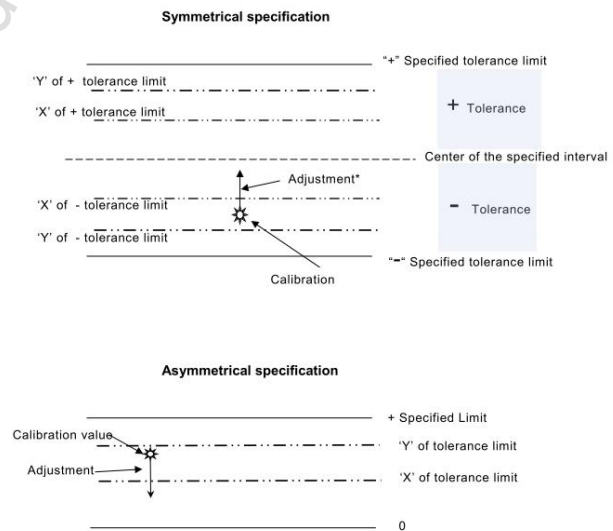 Symmetrical specification
"+" Specified tolerance limit
'Y' of + tolerance limit
+ Tolerance
'X' of + tolerance limit
Center of the specified interval
Adjustment*
'X' of - tolerance limit
- Tolerance
'Y' of - tolerance limit
"-" Specified tolerance limit
Calibration
Asymmetrical specification
+ Specified Limit
Calibration value
'Y' of tolerance limit
Adjustment
'X' of tolerance limit
0